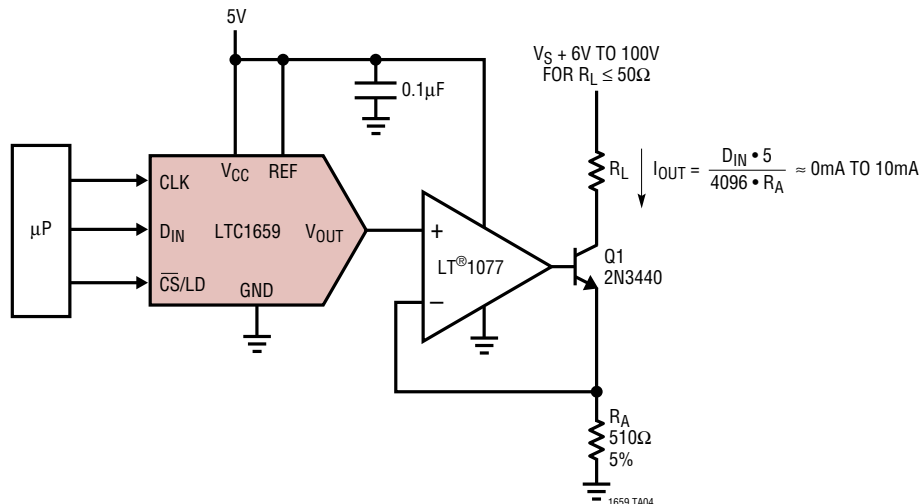 5V
V_S + 6V TO 100V
FOR R_L ≤ 50Ω
0.1µF
µP
CLK
D_IN
C̅S̅/LD
V_CC
REF
LTC1659
V_OUT
GND
+
LT®1077
−
R_L
I_OUT = D_IN • 5 / 4096 • R_A ≈ 0mA TO 10mA
Q1
2N3440
R_A
510Ω
5%
1659 TA04